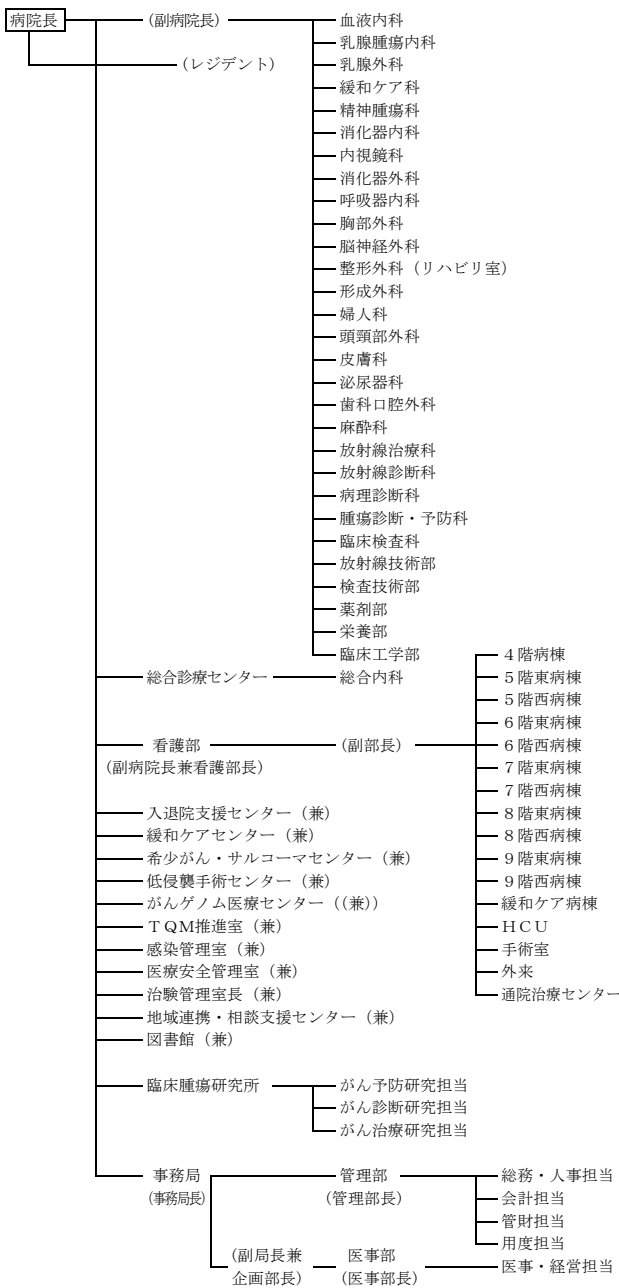 病院長 (副病院長) 血液内科
乳腺腫瘍内科
(レジデント) 乳腺外科
緩和ケア科
精神腫瘍科
消化器内科
内視鏡科
消化器外科
呼吸器内科
胸部外科
脳神経外科
整形外科（リハビリ室）
形成外科
婦人科
頭頸部外科
皮膚科
泌尿器科
歯科口腔外科
麻酔科
放射線治療科
放射線診断科
病理診断科
腫瘍診断・予防科
臨床検査科
放射線技術部
検査技術部
薬剤部
栄養部
臨床工学部 ４階病棟
総合診療センター 総合内科 ５階東病棟
５階西病棟
６階東病棟
看護部 (副部長) ６階西病棟
(副病院長兼看護部長) ７階東病棟
７階西病棟
入退院支援センター（兼） ８階東病棟
緩和ケアセンター（兼） ８階西病棟
希少がん・サルコーマセンター（兼） ９階東病棟
低侵襲手術センター（兼） ９階西病棟
がんゲノム医療センター（(兼)） 緩和ケア病棟
ＴＱＭ推進室（兼） ＨＣＵ
感染管理室（兼） 手術室
医療安全管理室（兼） 外来
治験管理室長（兼） 通院治療センター
地域連携・相談支援センター（兼）
図書館（兼）
臨床腫瘍研究所 がん予防研究担当
がん診断研究担当
がん治療研究担当
事務局 管理部 総務・人事担当
(事務局長) (管理部長) 会計担当
管財担当
用度担当
(副局長兼 医事部 医事・経営担当
企画部長) (医事部長)